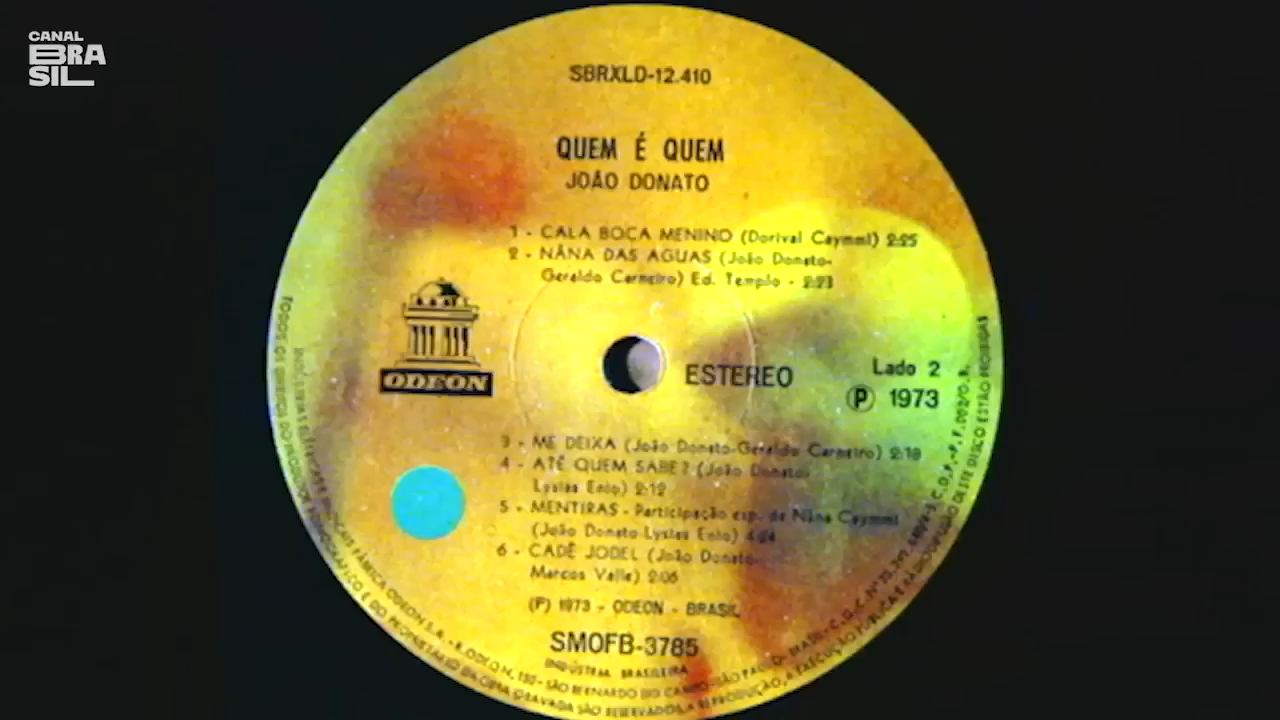 CANAL
BRA
SIL
SBRXLD-12.410
QUEM É QUEM
JOÃO DONATO
1 - CALA BOCA MENINO (Dorival Caymmi) 2:25
2 - NÂNA DAS AGUAS (João Donato-
Geraldo Carneiro) Ed. Templo - 2:23
ODEON
ESTEREO
Lado 2
Ⓟ 1973
3 - ME DEIXA (João Donato-Geraldo Carneiro) 2:18
4 - ATÉ QUEM SABE? (João Donato-
Lysias Enio) 2:12
5 - MENTIRAS - Participação esp. de Nâna Caymmi
(João Donato-Lysias Enio) 4:24
6 - CADÊ JODEL (João Donato-
Marcos Valle) 2:05
(P) 1973 - ODEON - BRASIL
SMOFB-3785
INDÚSTRIA BRASILEIRA